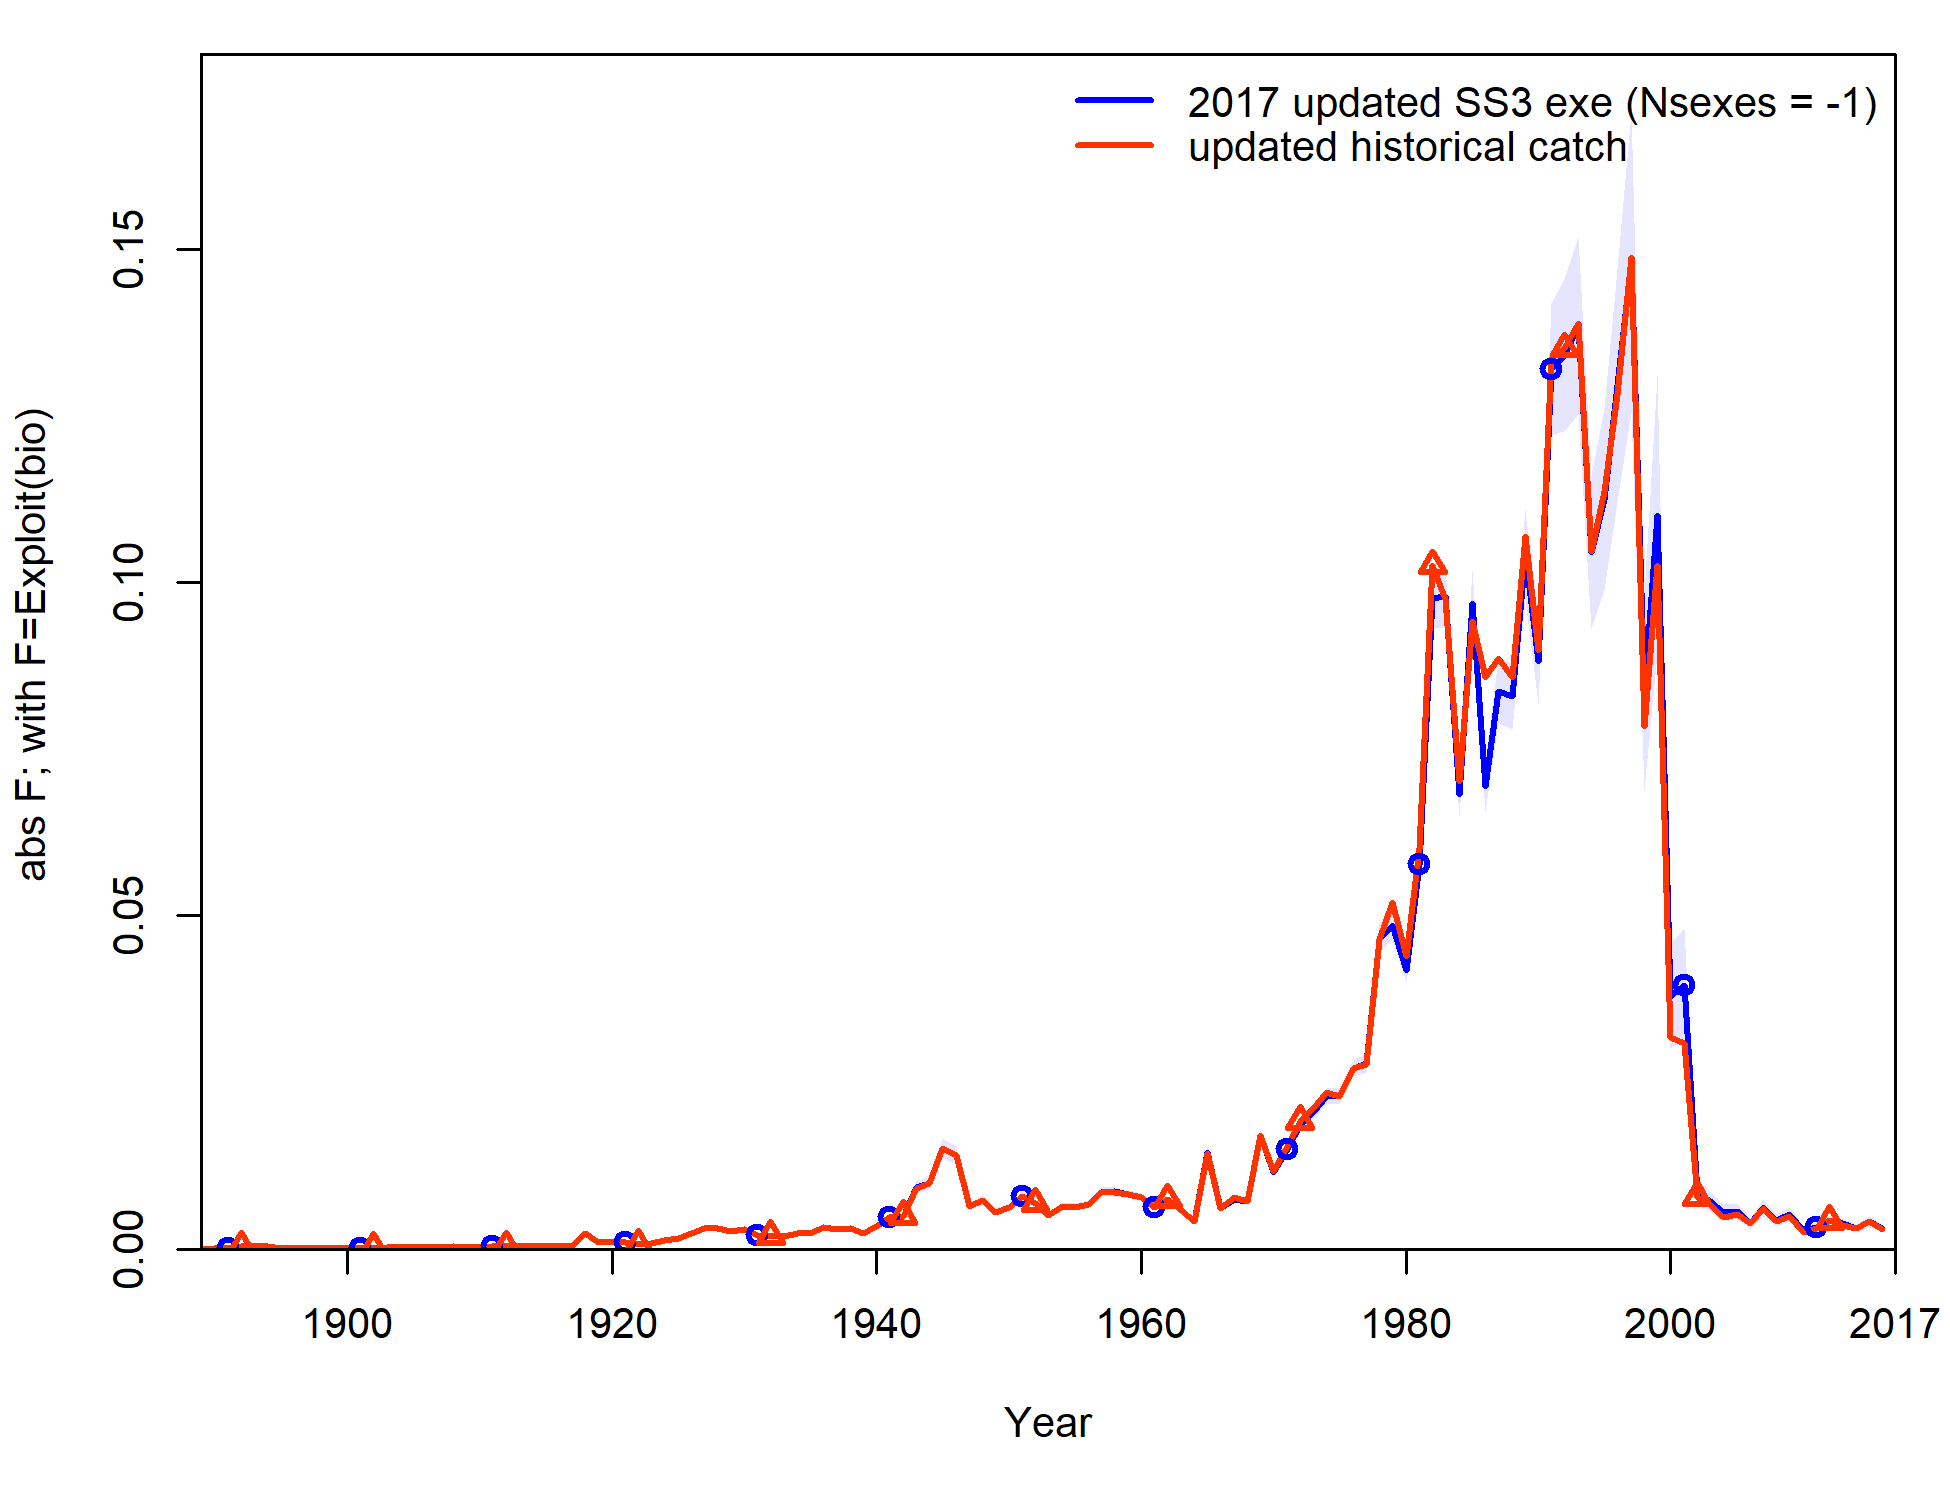 2017 updated SS3 exe (Nsexes = -1)
updated historical catch
abs F; with F=Exploit(bio)
0.15
0.10
0.05
0.00
1900 1920 1940 1960 1980 2000 2017
Year